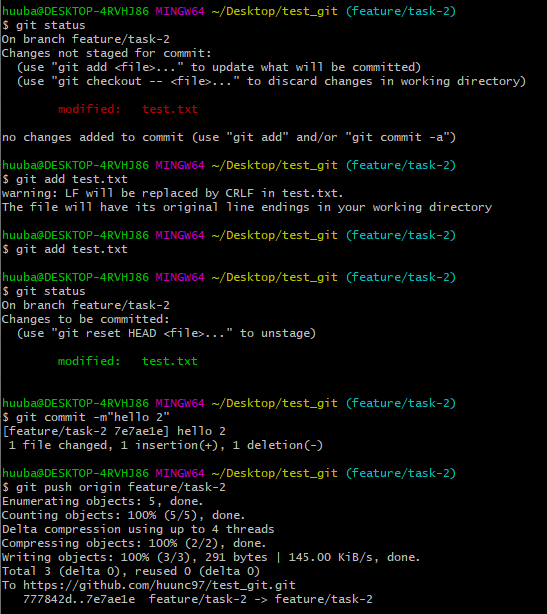 huuba@DESKTOP-4RVHJ86 MINGW64 ~/Desktop/test_git (feature/task-2)
$ git status
On branch feature/task-2
Changes not staged for commit:
  (use "git add <file>..." to update what will be committed)
  (use "git checkout -- <file>..." to discard changes in working directory)

        modified:   test.txt

no changes added to commit (use "git add" and/or "git commit -a")

huuba@DESKTOP-4RVHJ86 MINGW64 ~/Desktop/test_git (feature/task-2)
$ git add test.txt
warning: LF will be replaced by CRLF in test.txt.
The file will have its original line endings in your working directory

huuba@DESKTOP-4RVHJ86 MINGW64 ~/Desktop/test_git (feature/task-2)
$ git add test.txt

huuba@DESKTOP-4RVHJ86 MINGW64 ~/Desktop/test_git (feature/task-2)
$ git status
On branch feature/task-2
Changes to be committed:
  (use "git reset HEAD <file>..." to unstage)

        modified:   test.txt


huuba@DESKTOP-4RVHJ86 MINGW64 ~/Desktop/test_git (feature/task-2)
$ git commit -m"hello 2"
[feature/task-2 7e7ae1e] hello 2
 1 file changed, 1 insertion(+), 1 deletion(-)

huuba@DESKTOP-4RVHJ86 MINGW64 ~/Desktop/test_git (feature/task-2)
$ git push origin feature/task-2
Enumerating objects: 5, done.
Counting objects: 100% (5/5), done.
Delta compression using up to 4 threads
Compressing objects: 100% (2/2), done.
Writing objects: 100% (3/3), 291 bytes | 145.00 KiB/s, done.
Total 3 (delta 0), reused 0 (delta 0)
To https://github.com/huunc97/test_git.git
   777842d..7e7ae1e  feature/task-2 -> feature/task-2